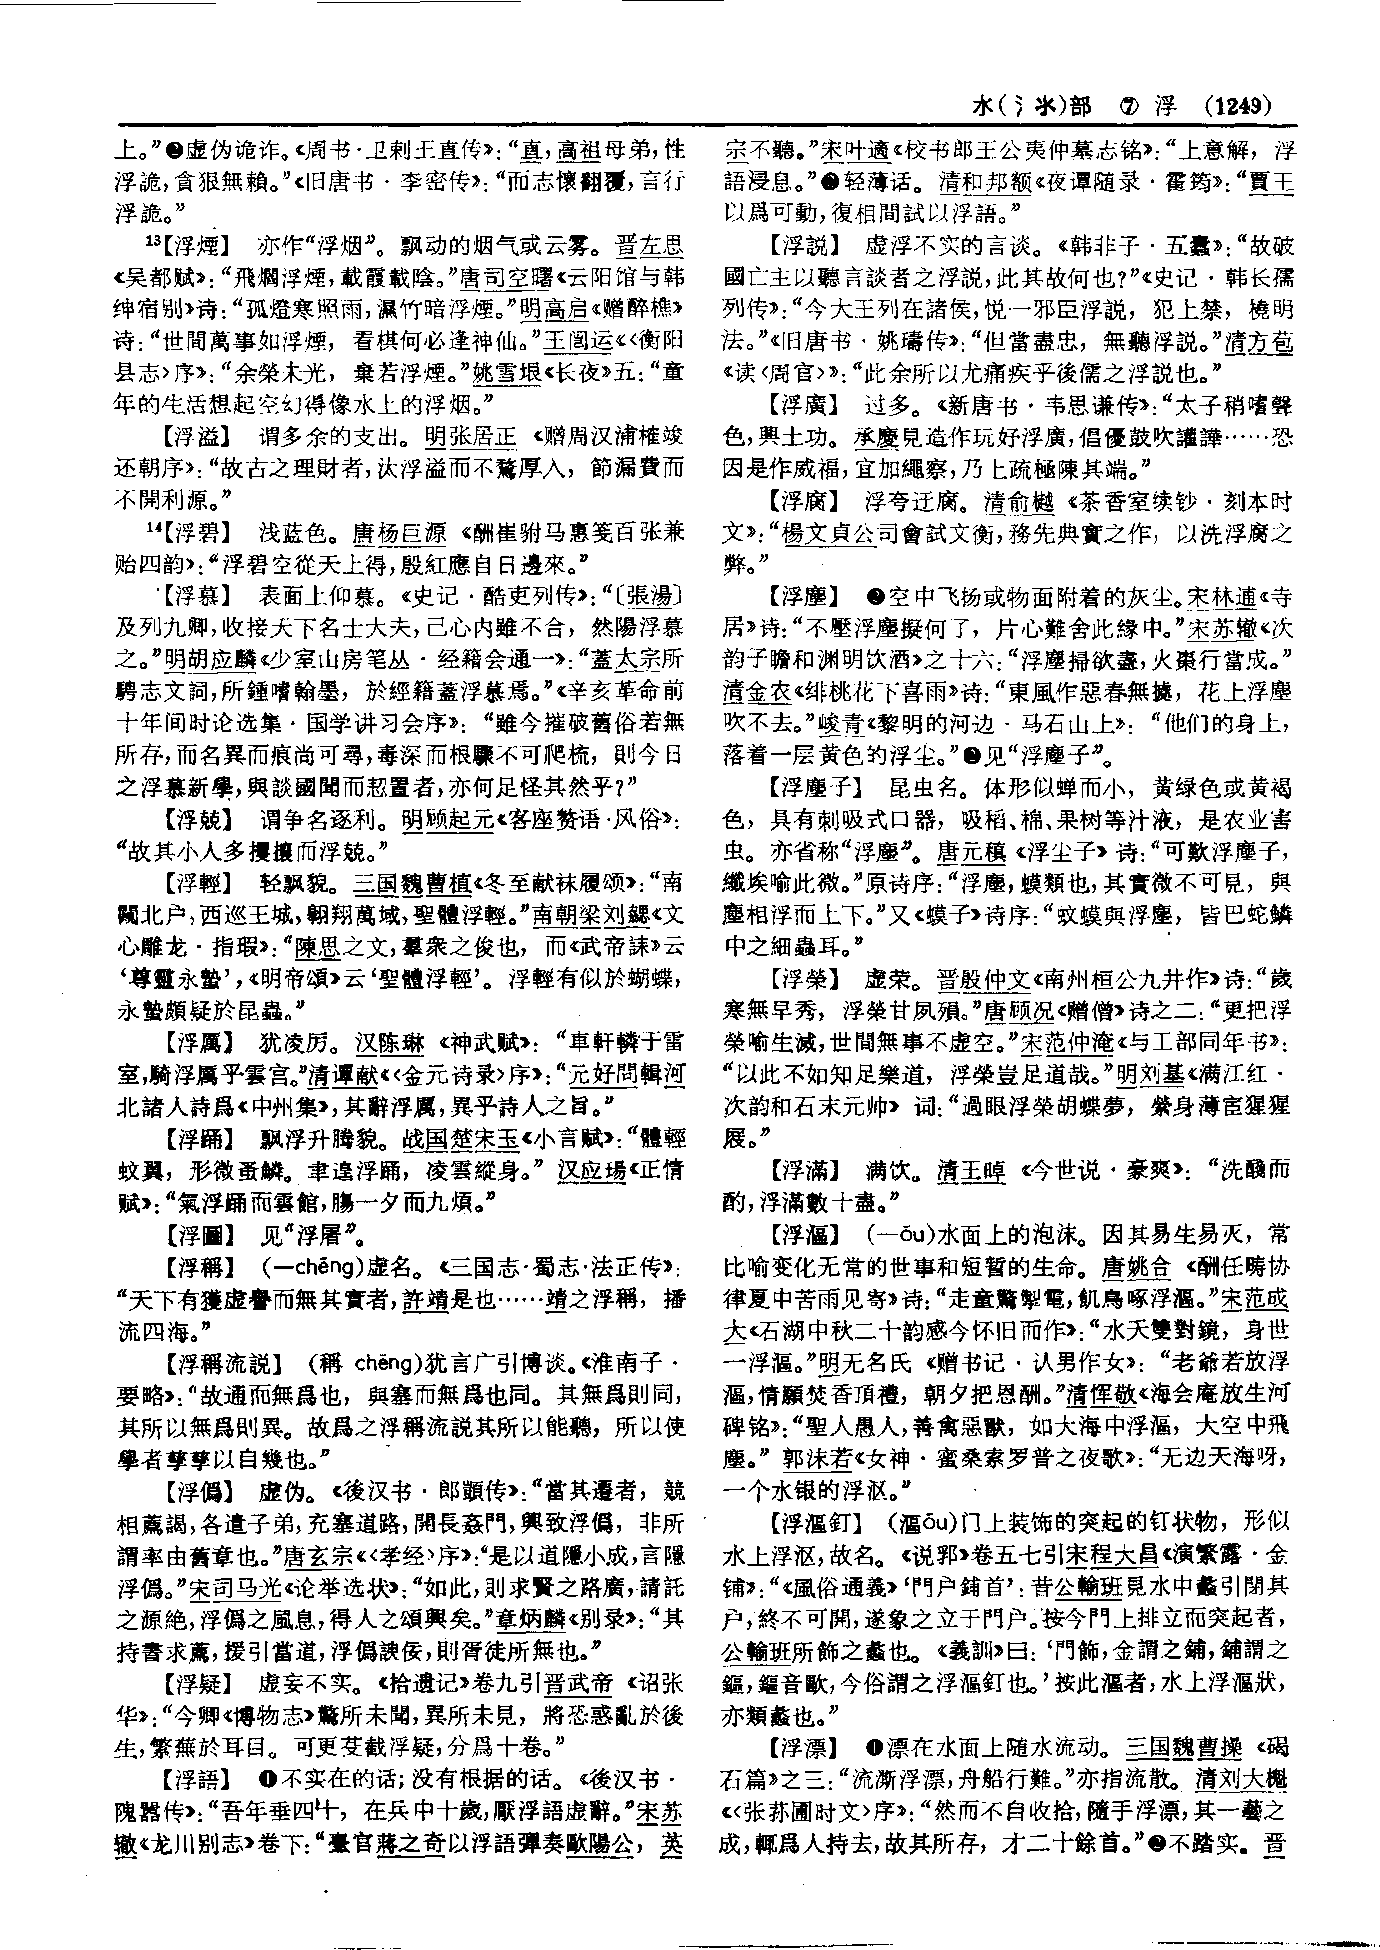 水(氵氺)部 ⑦ 浮 (1249)
上。”❷虚伪诡诈。《周书·卫剌王直传》：“直，高祖母弟，性
浮詭，貪狠無賴。”《旧唐书·李密传》：“而志懷翻覆，言行
浮詭。”
13【浮煙】 亦作“浮烟”。飘动的烟气或云雾。晋左思
《吴都赋》：“飛爓浮煙，載霞載陰。”唐司空曙《云阳馆与韩
绅宿别》诗：“孤燈寒照雨，濕竹暗浮煙。”明高启《赠醉樵》
诗：“世間萬事如浮煙，看棋何必逢神仙。”王闿运《〈衡阳
县志〉序》：“余榮末光，棄若浮煙。”姚雪垠《长夜》五：“童
年的生活想起空幻得像水上的浮烟。”
【浮溢】 谓多余的支出。明张居正《赠周汉浦榷竣
还朝序》：“故古之理財者，汰浮溢而不騖厚入，節漏費而
不開利源。”
14【浮碧】 浅蓝色。唐杨巨源《酬崔驸马惠笺百张兼
贻四韵》：“浮碧空從天上得，殷紅應自日邊來。”
【浮慕】 表面上仰慕。《史记·酷吏列传》：“〔張湯〕
及列九卿，收接天下名士大夫，己心内雖不合，然陽浮慕
之。”明胡应麟《少室山房笔丛·经籍会通一》：“蓋太宗所
騁志文詞，所鍾嗜翰墨，於經籍蓋浮慕焉。”《辛亥革命前
十年间时论选集·国学讲习会序》：“雖今摧破舊俗若無
所存，而名異而痕尚可尋，毒深而根驟不可爬梳，則今日
之浮慕新學，與談國聞而恝置者，亦何足怪其然乎？”
【浮兢】 谓争名逐利。明顾起元《客座赘语·风俗》：
“故其小人多攫攘而浮兢。”
【浮輕】 轻飘貌。三国魏曹植《冬至献袜履颂》：“南
闚北户，西巡王城，翱翔萬域，聖體浮輕。”南朝梁刘勰《文
心雕龙·指瑕》：“陳思之文，羣衆之俊也，而《武帝誄》云
‘尊靈永蟄’，《明帝頌》云‘聖體浮輕’。浮輕有似於蝴蝶，
永蟄頗疑於昆蟲。”
【浮厲】 犹凌厉。汉陈琳《神武赋》：“車軒轔于雷
室，騎浮厲乎雲宫。”清谭献《〈金元诗录〉序》：“元好問輯河
北諸人詩爲《中州集》，其辭浮厲，異乎詩人之旨。”
【浮踊】 飘浮升腾貌。战国楚宋玉《小言赋》：“體輕
蚊翼，形微蚤鱗。聿遑浮踊，凌雲縱身。”汉应玚《正情
赋》：“氣浮踊而雲館，腸一夕而九煩。”
【浮圖】 见“浮屠”。
【浮稱】 (一chēng)虚名。《三国志·蜀志·法正传》：
“天下有獲虚譽而無其實者，許靖是也……靖之浮稱，播
流四海。”
【浮稱流説】 (稱 chēng)犹言广引博谈。《淮南子·
要略》：“故通而無爲也，與塞而無爲也同。其無爲則同，
其所以無爲則異。故爲之浮稱流説其所以能聽，所以使
學者孳孳以自幾也。”
【浮僞】 虚伪。《後汉书·郎顗传》：“當其遷者，競
相薦謁，各遣子弟，充塞道路，開長姦門，興致浮僞，非所
謂率由舊章也。”唐玄宗《〈孝经〉序》：“是以道隱小成，言隱
浮僞。”宋司马光《论举选状》：“如此，則求賢之路廣，請託
之源絶，浮僞之風息，得人之頌興矣。”章炳麟《别录》：“其
持書求薦，援引當道，浮僞諛佞，則胥徒所無也。”
【浮疑】 虚妄不实。《拾遗记》卷九引晋武帝《诏张
华》：“今卿《博物志》驚所未聞，異所未見，將恐惑亂於後
生，繁蕪於耳目。可更芟截浮疑，分爲十卷。”
【浮語】 ❶不实在的话；没有根据的话。《後汉书·
隗嚣传》：“吾年垂四十，在兵中十歲，厭浮語虚辭。”宋苏
辙《龙川别志》卷下：“臺官蔣之奇以浮語彈奏歐陽公，英
宗不聽。”宋叶適《校书郎王公夷仲墓志铭》：“上意解，浮
語浸息。”❷轻薄话。清和邦额《夜谭随录·霍筠》：“賈王
以爲可動，復相間試以浮語。”
【浮説】 虚浮不实的言谈。《韩非子·五蠹》：“故破
國亡主以聽言談者之浮説，此其故何也？”《史记·韩长孺
列传》：“今大王列在諸侯，悦一邪臣浮説，犯上禁，橈明
法。”《旧唐书·姚璹传》：“但當盡忠，無聽浮説。”清方苞
《读〈周官〉》：“此余所以尤痛疾乎後儒之浮説也。”
【浮廣】 过多。《新唐书·韦思谦传》：“太子稍嗜聲
色，興土功。承慶見造作玩好浮廣，倡優鼓吹讙譁……恐
因是作威福，宜加繩察，乃上疏極陳其端。”
【浮腐】 浮夸迂腐。清俞樾《茶香室续钞·刻本时
文》：“楊文貞公司會試文衡，務先典實之作，以洗浮腐之
弊。”
【浮塵】 ❶空中飞扬或物面附着的灰尘。宋林逋《寺
居》诗：“不壓浮塵擬何了，片心難舍此緣中。”宋苏辙《次
韵子瞻和渊明饮酒》之十六：“浮塵掃欲盡，火棗行當成。”
清金农《绯桃花下喜雨》诗：“東風作惡春無據，花上浮塵
吹不去。”峻青《黎明的河边·马石山上》：“他们的身上，
落着一层黄色的浮尘。”❷见“浮塵子”。
【浮塵子】 昆虫名。体形似蝉而小，黄绿色或黄褐
色，具有刺吸式口器，吸稻、棉、果树等汁液，是农业害
虫。亦省称“浮塵”。唐元稹《浮尘子》诗：“可歎浮塵子，
纖埃喻此微。”原诗序：“浮塵，蟆類也，其實微不可見，與
塵相浮而上下。”又《蟆子》诗序：“蚊蟆與浮塵，皆巴蛇鱗
中之細蟲耳。”
【浮榮】 虚荣。晋殷仲文《南州桓公九井作》诗：“歲
寒無早秀，浮榮甘夙殞。”唐顾况《赠僧》诗之二：“更把浮
榮喻生滅，世間無事不虚空。”宋范仲淹《与工部同年书》：
“以此不如知足樂道，浮榮豈足道哉。”明刘基《满江红·
次韵和石末元帅》词：“過眼浮榮胡蝶夢，縈身薄宦猩猩
屐。”
【浮滿】 满饮。清王晫《今世说·豪爽》：“洗醆而
酌，浮滿數十盡。”
【浮漚】 (一ōu)水面上的泡沫。因其易生易灭，常
比喻变化无常的世事和短暂的生命。唐姚合《酬任畴协
律夏中苦雨见寄》诗：“走童驚掣電，飢鳥啄浮漚。”宋范成
大《石湖中秋二十韵感今怀旧而作》：“水天雙對鏡，身世
一浮漚。”明无名氏《赠书记·认男作女》：“老爺若放浮
漚，情願焚香頂禮，朝夕把恩酬。”清恽敬《海会庵放生河
碑铭》：“聖人愚人，善禽惡獸，如大海中浮漚，大空中飛
塵。”郭沫若《女神·蜜桑索罗普之夜歌》：“无边天海呀，
一个水银的浮沤。”
【浮漚釘】 (漚ōu)门上装饰的突起的钉状物，形似
水上浮沤，故名。《说郛》卷五七引宋程大昌《演繁露·金
铺》：“《風俗通義》‘門户鋪首’：昔公輸班見水中蠡引閉其
户，終不可開，遂象之立于門户。按今門上排立而突起者，
公輸班所飾之蠡也。《義訓》曰：‘門飾，金謂之鋪，鋪謂之
鏂，鏂音歐，今俗謂之浮漚釘也。’按此漚者，水上浮漚狀，
亦類蠡也。”
【浮漂】 ❶漂在水面上随水流动。三国魏曹操《碣
石篇》之三：“流澌浮漂，舟船行難。”亦指流散。清刘大櫆
《〈张荪圃时文〉序》：“然而不自收拾，隨手浮漂，其一藝之
成，輒爲人持去，故其所存，才二十餘首。”❷不踏实。晋